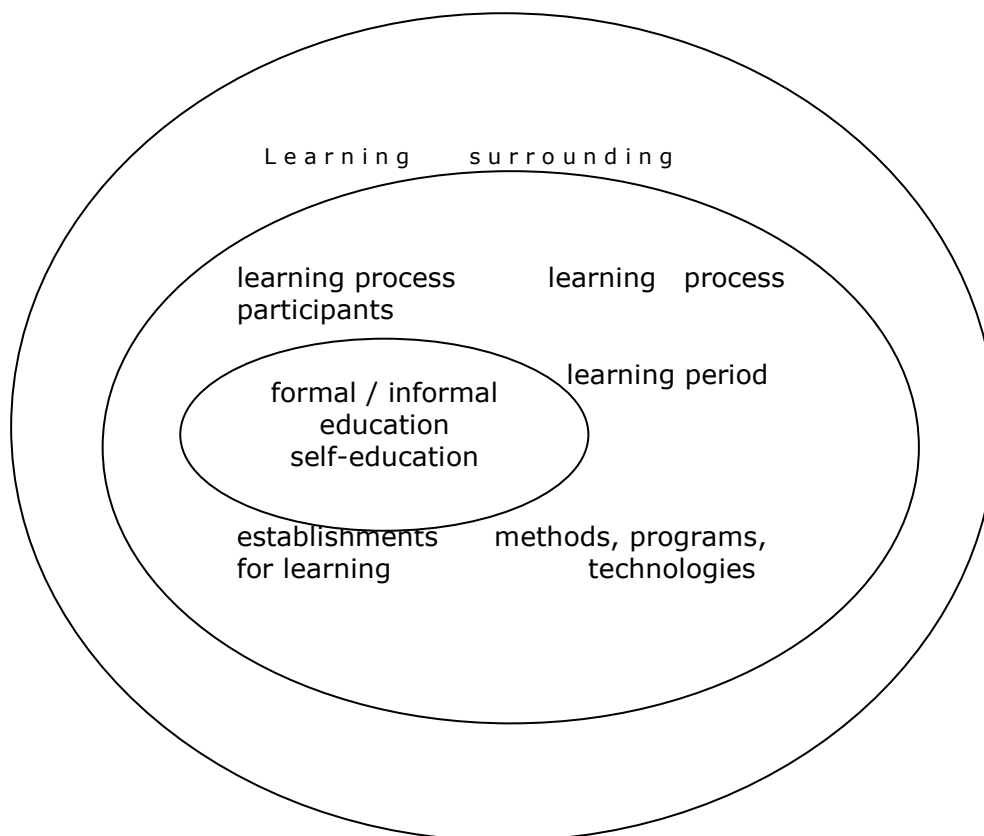 Learning surrounding
learning process learning process
participants
learning period
formal / informal
education
self-education
establishments methods, programs,
for learning technologies